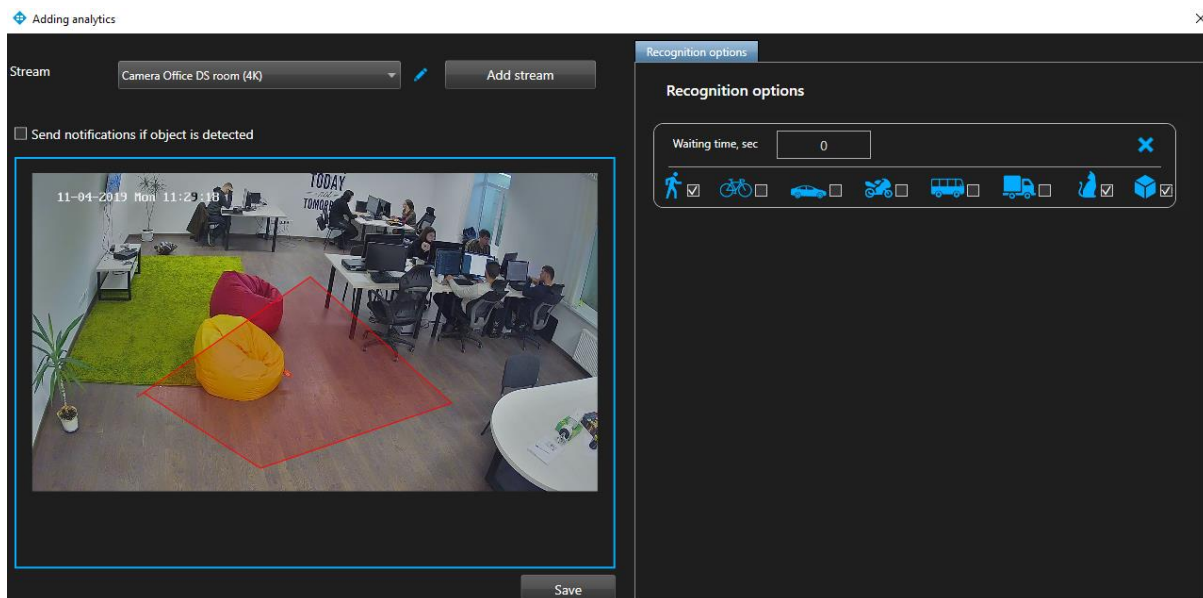 Adding analytics
Stream
Camera Office DS room (4K)
Add stream
Send notifications if object is detected
11-04-2019 Mon 11:29:18
TODAY
TOMORROW
Save
Recognition options
Recognition options
Waiting time, sec
0